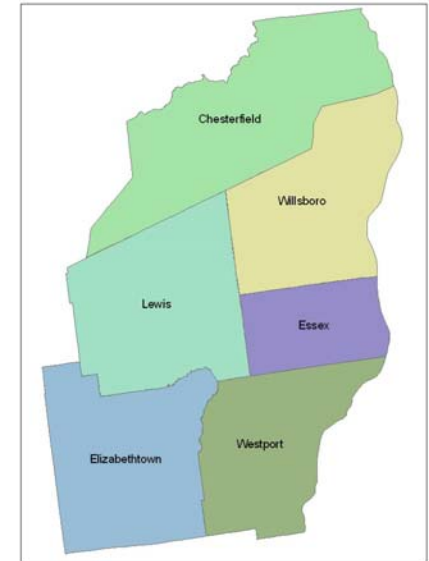 Chesterfield
Willsboro
Lewis
Essex
Westport
Elizabethtown